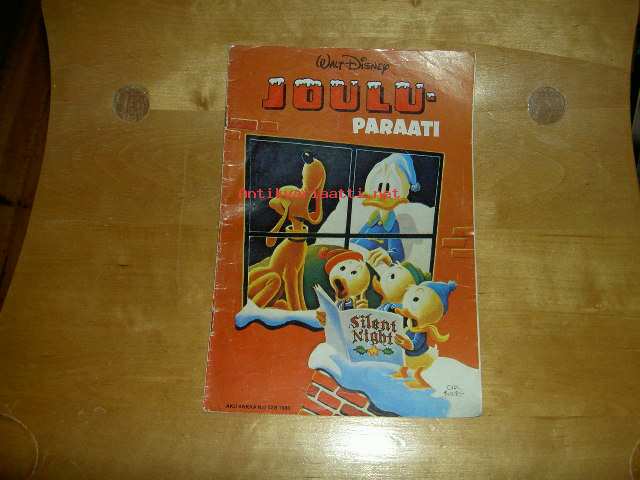 Walt Disney
JOULU-
PARAATI
Antikvariaatti.net
Silent
Night